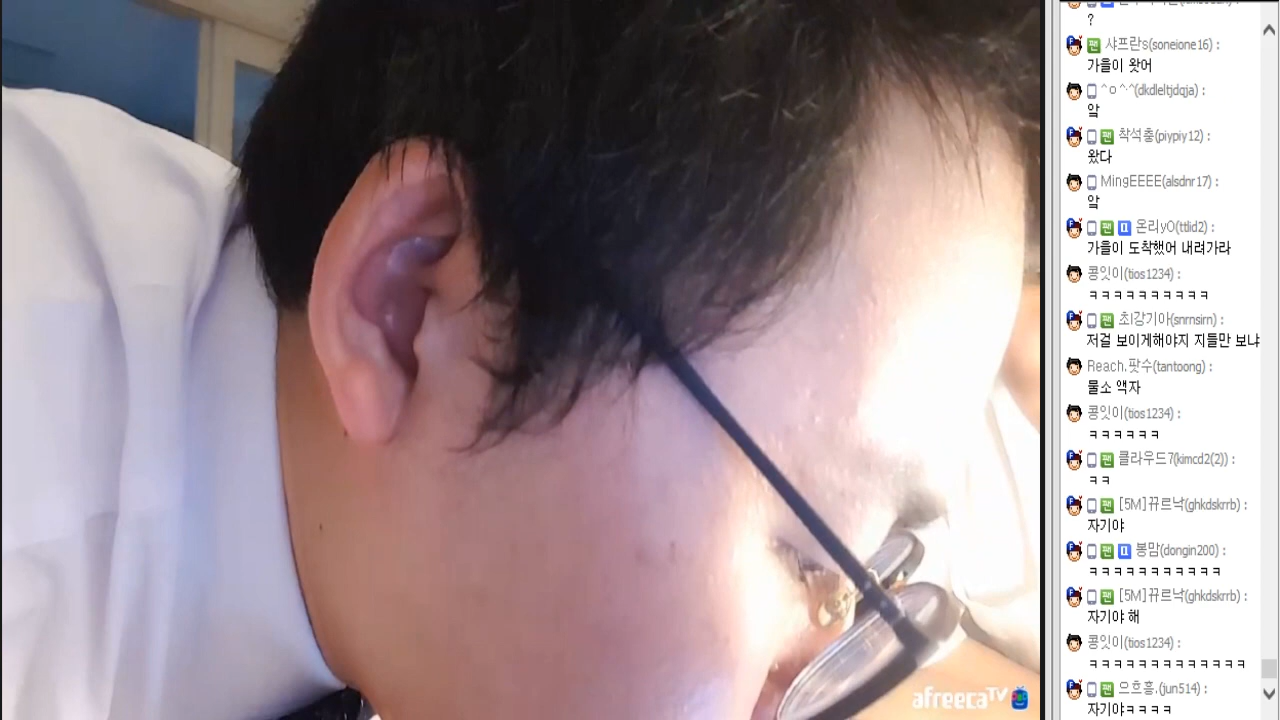 ?
샤프란s(soneione16) :
가을이 왓어
^ㅇ^:^(dkdleltjdqja) :
앜
착석충(piypiy12) :
왔다
MingEEEE(alsdnr17) :
앜
온리yO(ttlid2) :
가을이 도착했어 내려가라
콩잇이(tios1234) :
ㅋㅋㅋㅋㅋㅋㅋㅋㅋㅋ
초l강기아(snrnsirn) :
저걸 보이게해야지 지들만 보냐
Reach.팟수(tantoong) :
물소 액자
콩잇이(tios1234) :
ㅋㅋㅋㅋㅋㅋ
클라우드7(kimcd2(2)) :
ㅋㅋ
[5M]뀨르낙(ghkdskrrb) :
자기야
봉맘(dongin200) :
ㅋㅋㅋㅋㅋㅋㅋㅋㅋㅋㅋ
[5M]뀨르낙(ghkdskrrb) :
자기야 해
콩잇이(tios1234) :
ㅋㅋㅋㅋㅋㅋㅋㅋㅋㅋㅋㅋㅋ
으흐흥.(jun514) :
자기야ㅋㅋㅋㅋ
afreecaTV